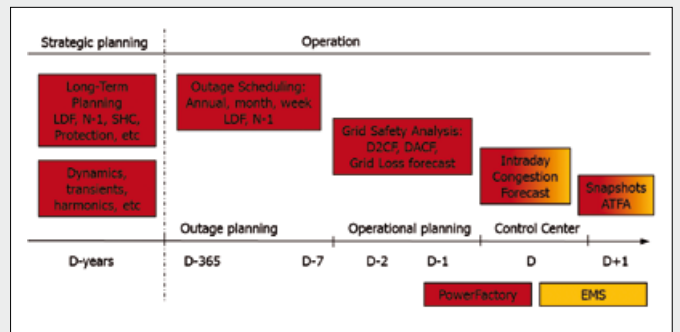 Strategic planning
Operation
Long-Term
Planning
LDF, N-1, SHC,
Protection, etc
Dynamics,
transients,
harmonics, etc
Outage Scheduling:
Annual, month, week
LDF, N-1
Grid Safety Analysis:
D2CF, DACF,
Grid Loss forecast
Intraday
Congestion
Forecast
Snapshots
ATFA
Outage planning
Operational planning
Control Center
D-years
D-365
D-7
D-2
D-1
D
D+1
PowerFactory
EMS